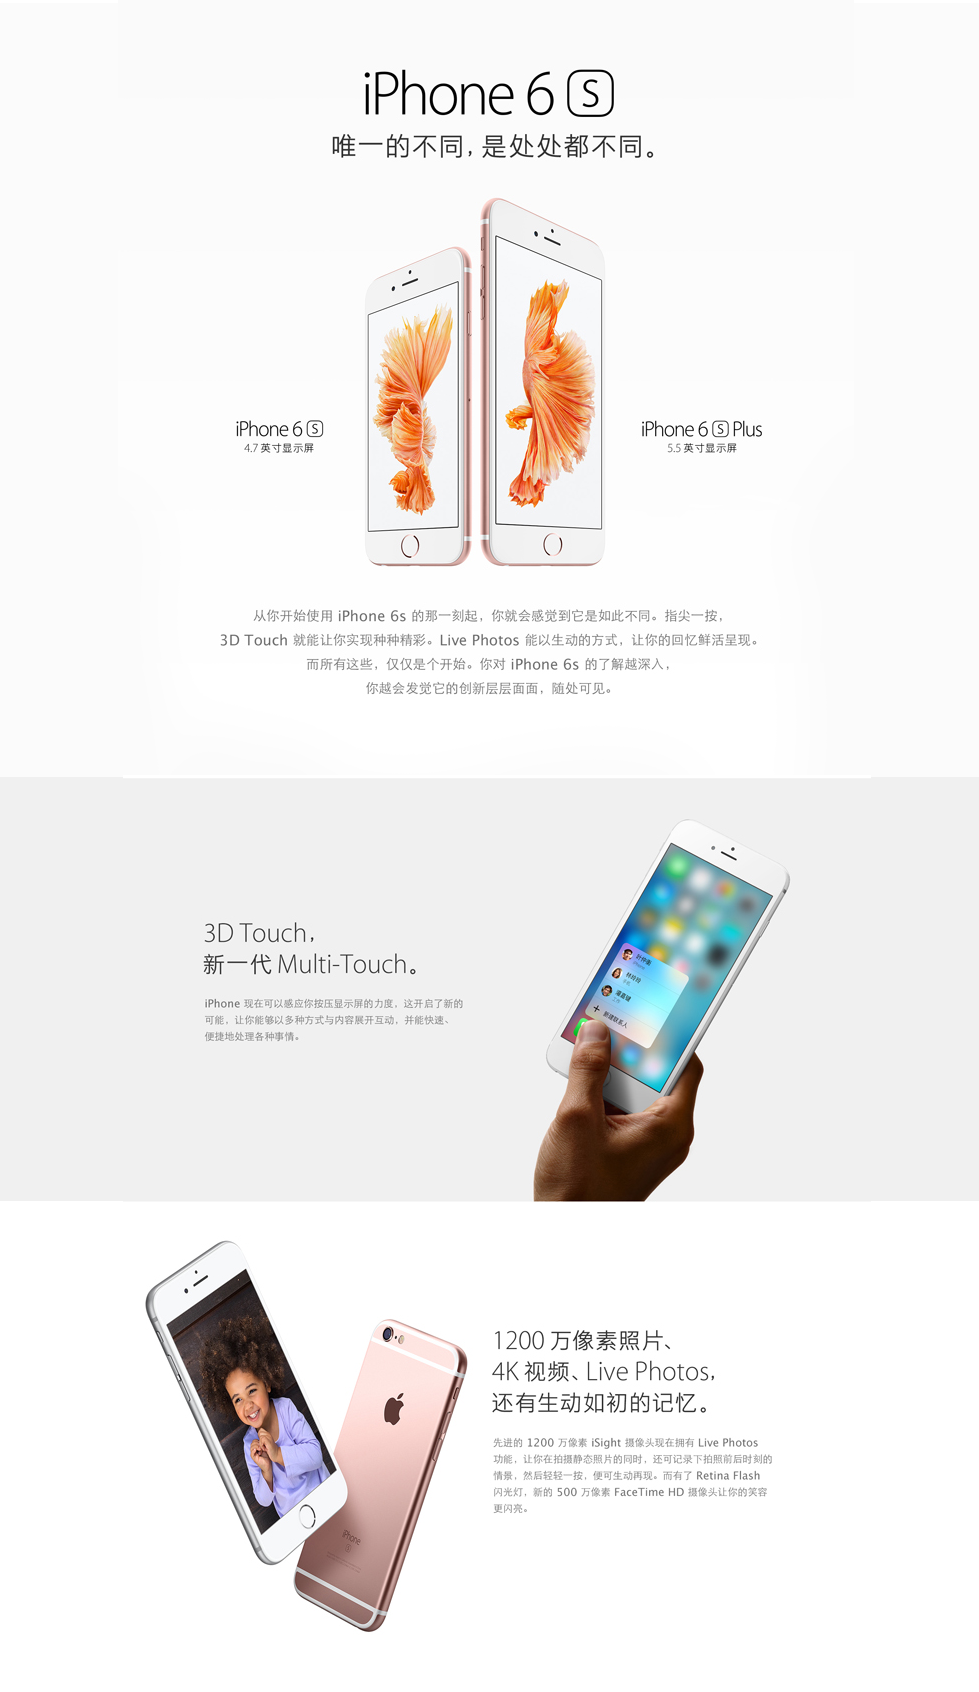 iPhone 6 S
唯一的不同，是处处都不同。
iPhone 6 S
4.7 英寸显示屏
iPhone 6 S Plus
5.5 英寸显示屏
从你开始使用 iPhone 6s 的那一刻起，你就会感觉到它是如此不同。指尖一按，
3D Touch 就能让你实现种种精彩。Live Photos 能以生动的方式，让你的回忆鲜活呈现。
而所有这些，仅仅是个开始。你对 iPhone 6s 的了解越深入，
你越会发觉它的创新层层面面，随处可见。
3D Touch，
新一代 Multi-Touch。
iPhone 现在可以感应你按压显示屏的力度，这开启了新的
可能，让你能够以多种方式与内容展开互动，并能快速、
便捷地处理各种事情。
iPhone
林玲玲
手机
工作
新建联系人
1200 万像素照片、
4K 视频、Live Photos，
还有生动如初的记忆。
先进的 1200 万像素 iSight 摄像头现在拥有 Live Photos
功能，让你在拍摄静态照片的同时，还可记录下拍照前后时刻的
情景，然后轻轻一按，便可生动再现。而有了 Retina Flash
闪光灯，新的 500 万像素 FaceTime HD 摄像头让你的笑容
更闪亮。
iPhone
S